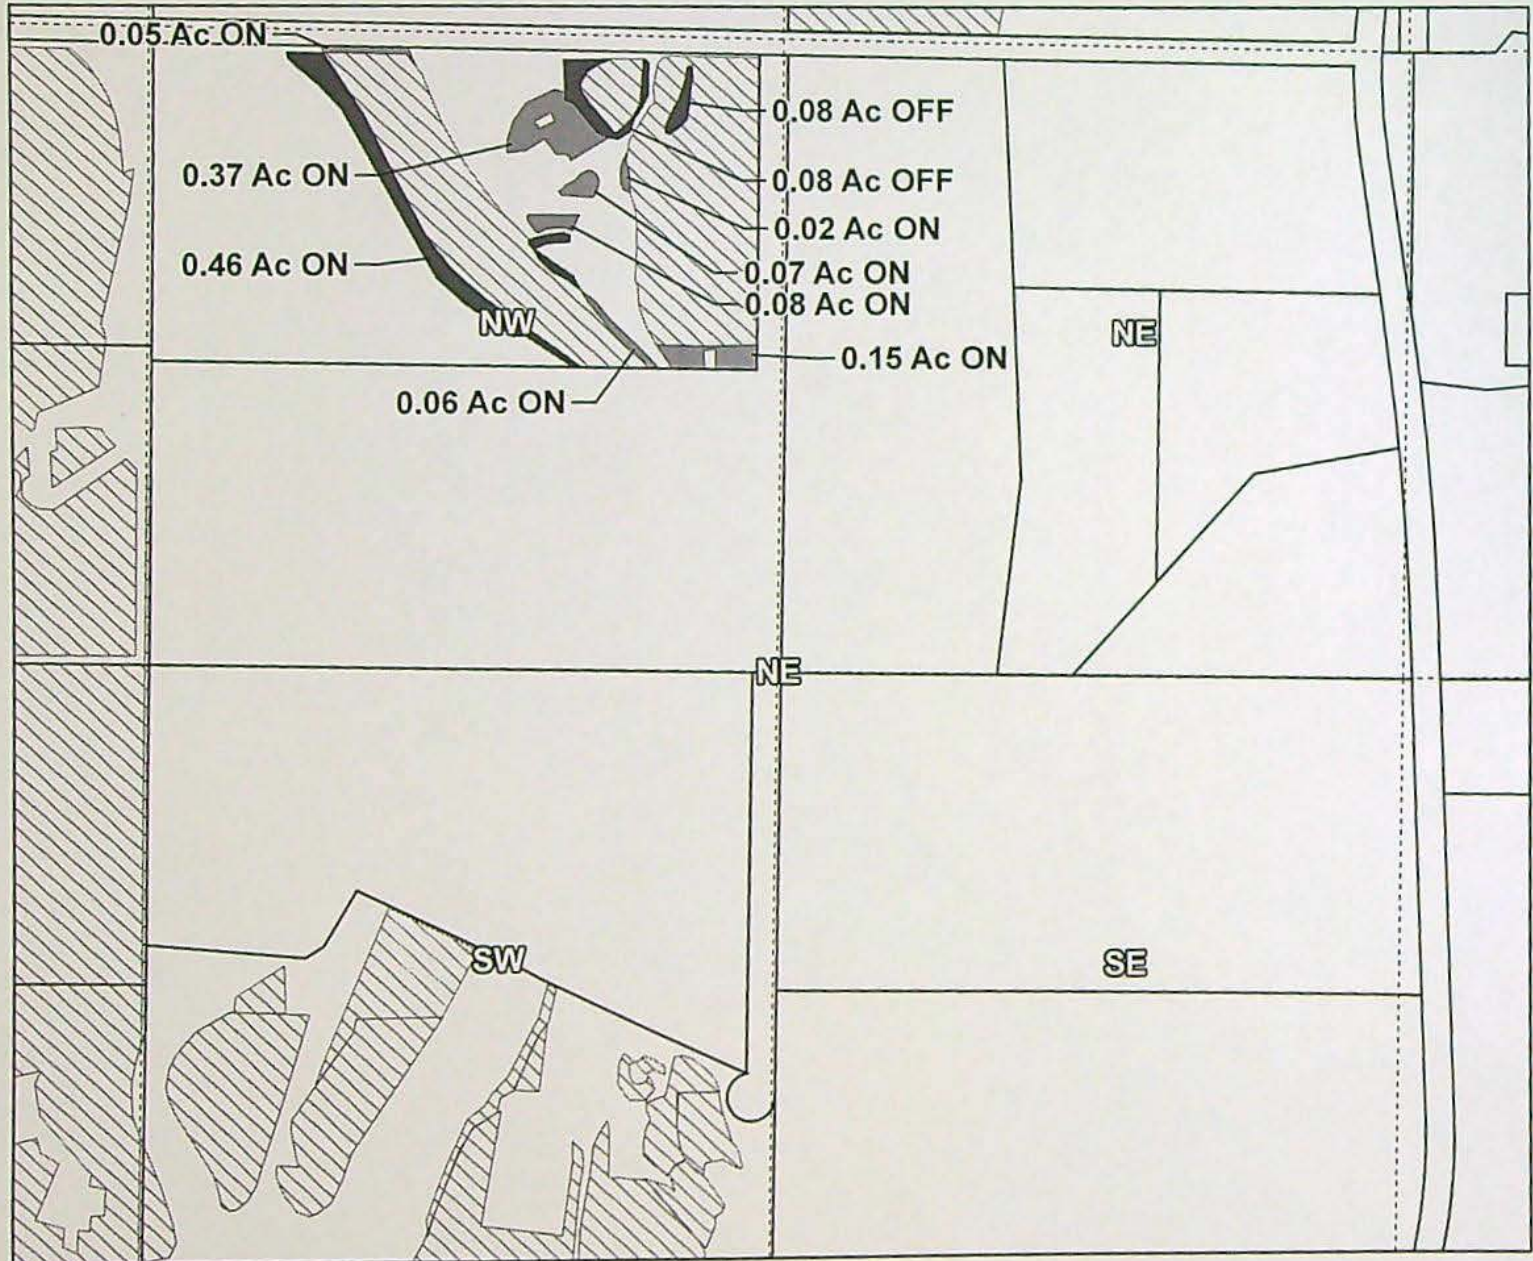 0.05 Ac ON
0.08 Ac OFF
0.37 Ac ON
0.08 Ac OFF
0.02 Ac ON
0.46 Ac ON
0.07 Ac ON
0.08 Ac ON
NW
NE
0.15 Ac ON
0.06 Ac ON
NE
SW
SE